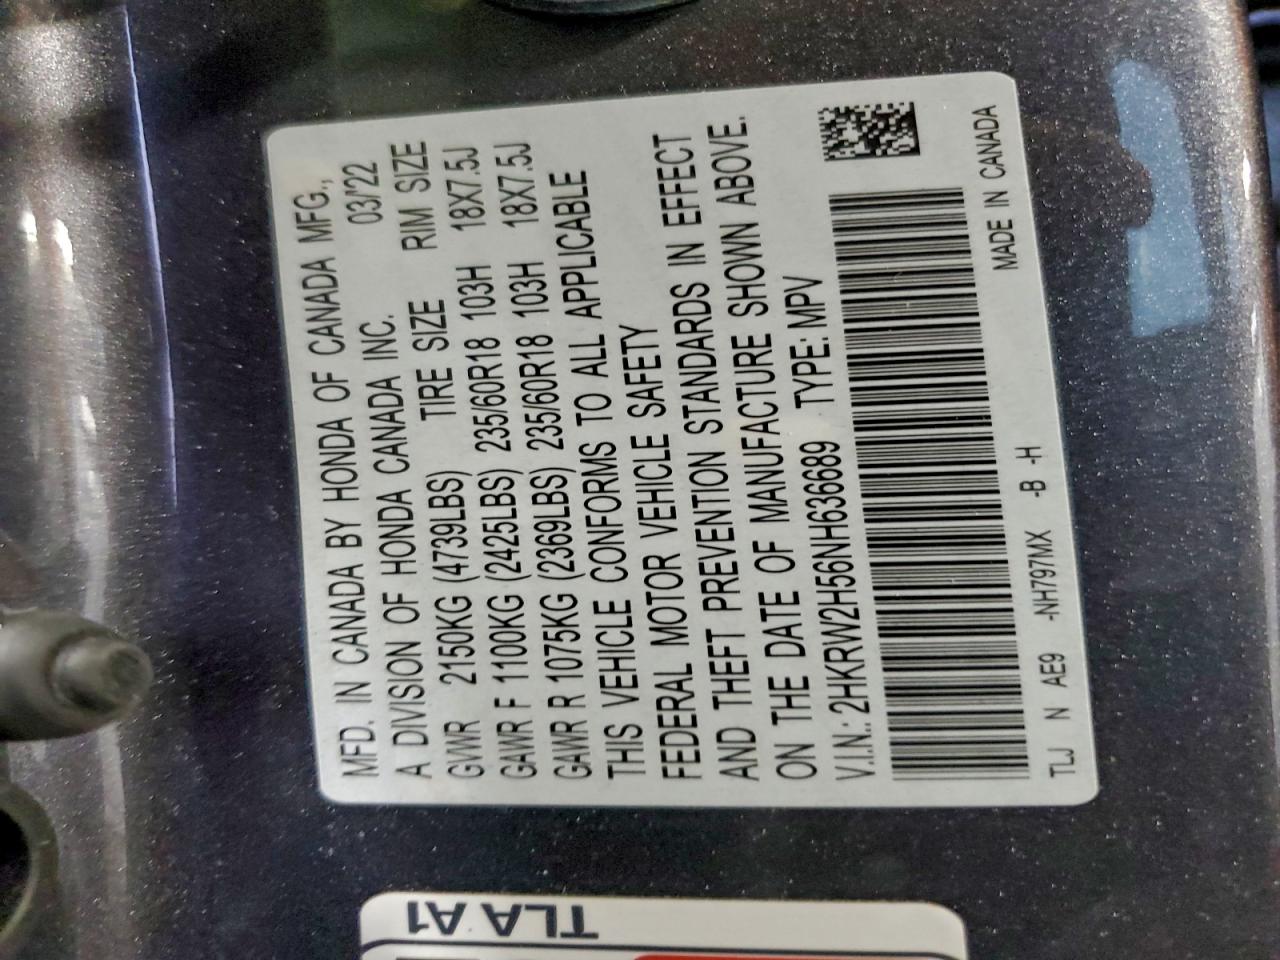 MFD. IN CANADA BY HONDA OF CANADA MFG.,
A DIVISION OF HONDA CANADA INC. 03/'22
GVWR 2150KG (4739LBS) TIRE SIZE RIM SIZE
GAWR F 1100KG (2425LBS) 235/60R18 103H 18X7.5J
GAWR R 1075KG (2369LBS) 235/60R18 103H 18X7.5J
THIS VEHICLE CONFORMS TO ALL APPLICABLE
FEDERAL MOTOR VEHICLE SAFETY
AND THEFT PREVENTION STANDARDS IN EFFECT
ON THE DATE OF MANUFACTURE SHOWN ABOVE.
V.I.N.: 2HKRW2H56NH636689 TYPE: MPV
TLJ N AE9 -NH797MX -B -H MADE IN CANADA
TLA A1